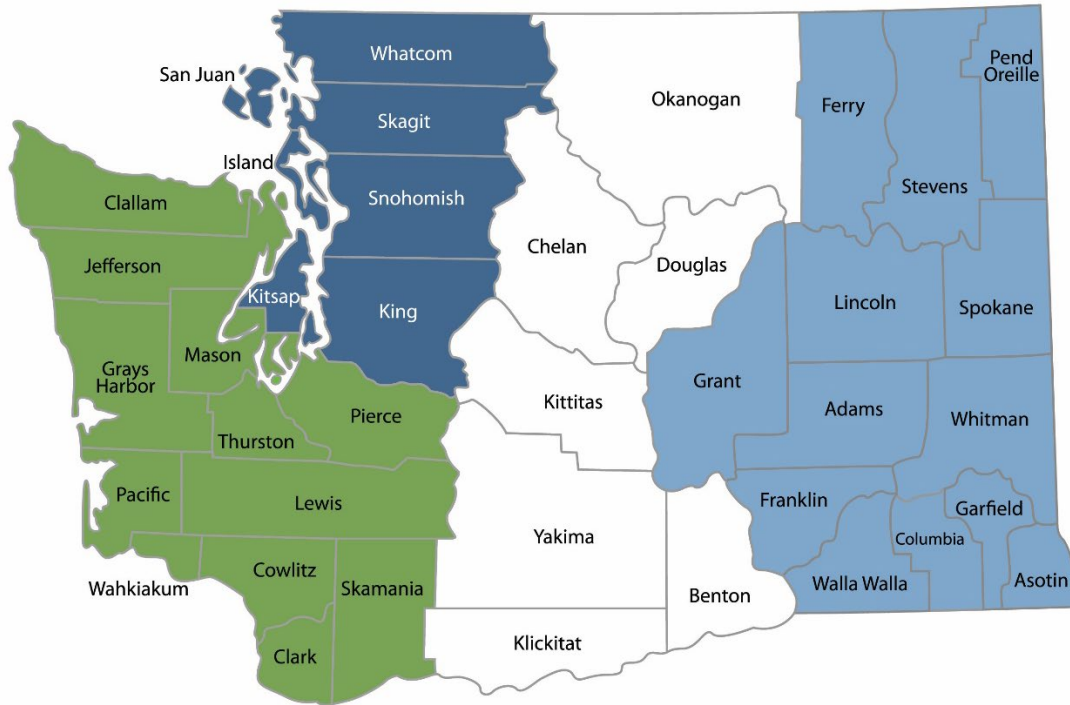 Whatcom
San Juan
Okanogan
Pend
Oreille
Ferry
Skagit
Island
Stevens
Snohomish
Clallam
Chelan
Douglas
Jefferson
Kitsap
Lincoln
Spokane
King
Mason
Grays
Harbor
Grant
Kittitas
Adams
Whitman
Pierce
Thurston
Pacific
Lewis
Franklin
Garfield
Yakima
Columbia
Cowlitz
Wahkiakum
Skamania
Benton
Walla Walla
Asotin
Klickitat
Clark